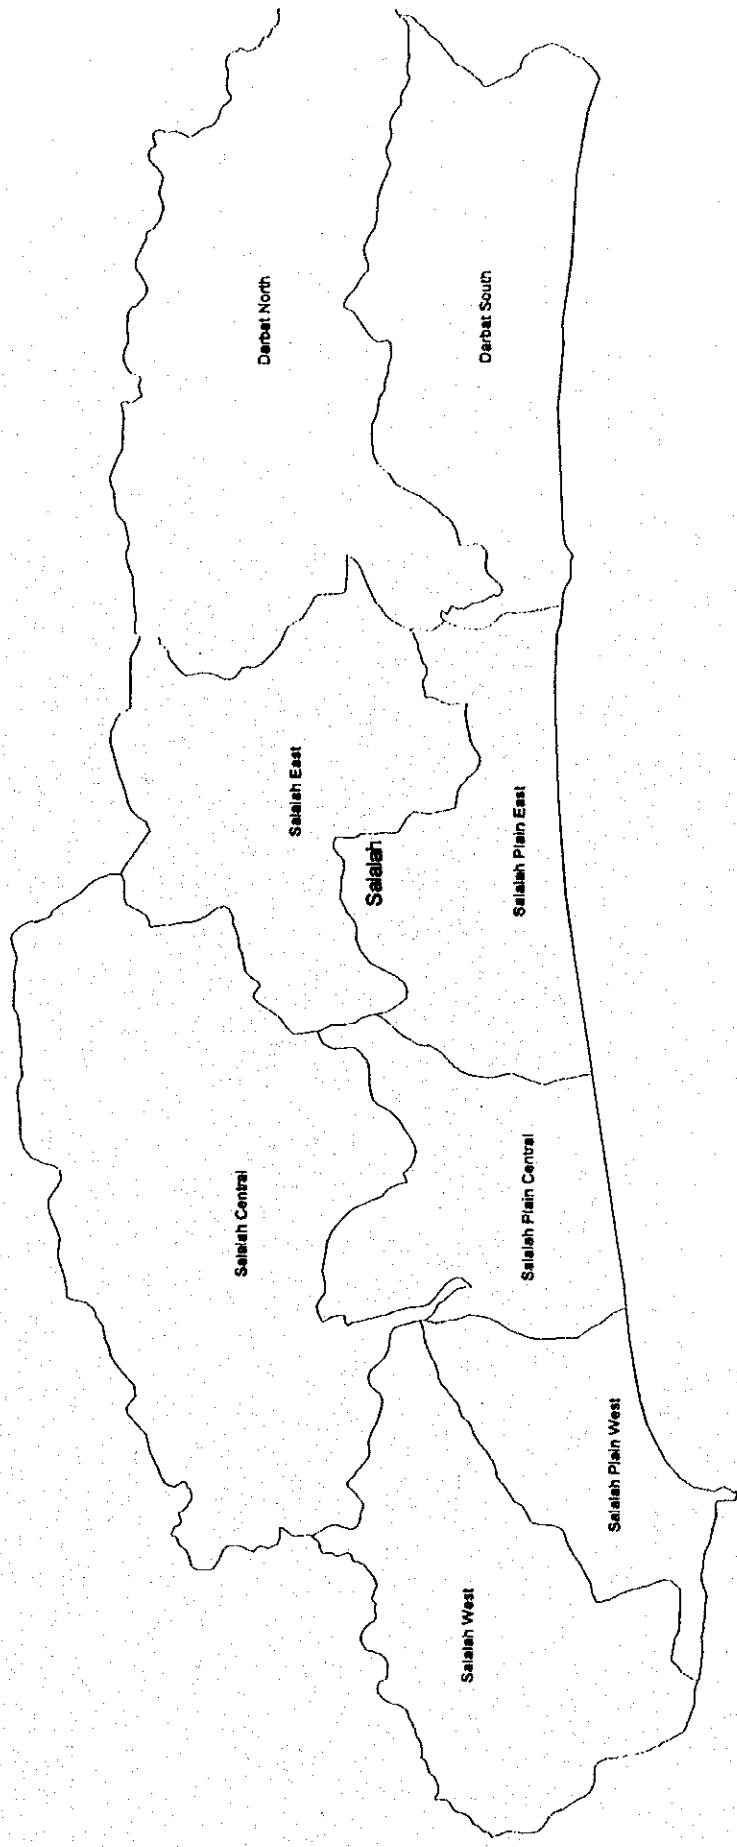 Salalah Central
Darbat North
Salalah East
Salalah
Salalah West
Darbat South
Salalah Plain East
Salalah Plain Central
Salalah Plain West